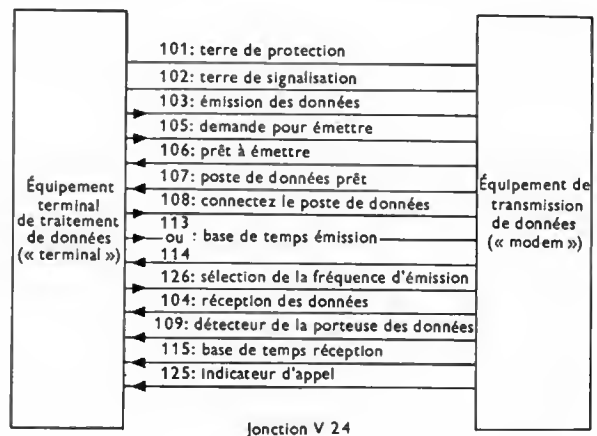 101: terre de protection
102: terre de signalisation
103: émission des données
105: demande pour émettre
106: prêt à émettre
107: poste de données prêt
108: connectez le poste de données
113
ou : base de temps émission
114
126: sélection de la fréquence d'émission
104: réception des données
109: détecteur de la porteuse des données
115: base de temps réception
125: indicateur d'appel
Équipement
terminal
de traitement
de données
(« terminal »)
Équipement de
transmission
de données
(« modem »)
Jonction V 24